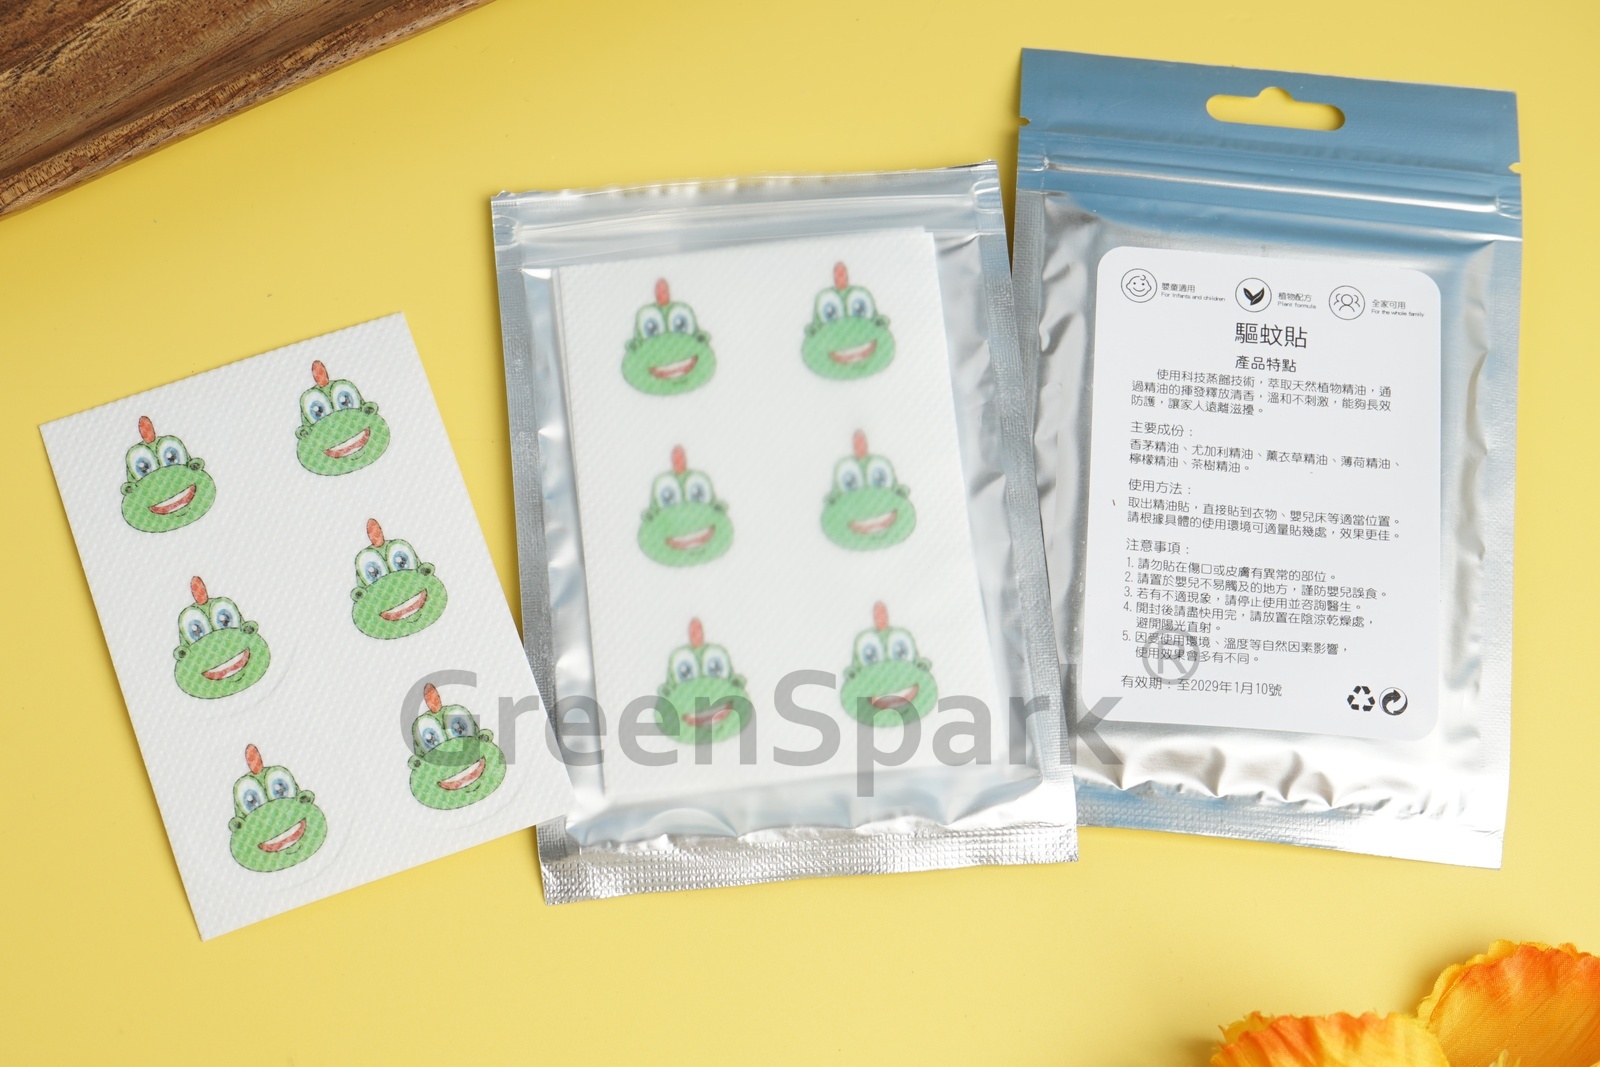 嬰童適用
For infants and children
植物配方
Plant formula
全家可用
For the whole family
驅蚊貼
產品特點
使用科技蒸餾技術，萃取天然植物精油，通
過精油的揮發釋放清香，溫和不刺激，能夠長效
防護，讓家人遠離滋擾。
主要成份：
香茅精油、尤加利精油、薰衣草精油、薄荷精油、
檸檬精油、茶樹精油。
使用方法：
取出精油貼，直接貼到衣物、嬰兒床等適當位置。
請根據具體的使用環境可適量貼幾處，效果更佳。
注意事項：
1. 請勿貼在傷口或皮膚有異常的部位。
2. 請置於嬰兒不易觸及的地方，謹防嬰兒誤食。
3. 若有不適現象，請停止使用並咨詢醫生。
4. 開封後請盡快用完，請放置在陰涼乾燥處，
避開陽光直射。
5. 因受使用環境、溫度等自然因素影響，
使用效果會多有不同。
有效期：至2029年1月10號
GreenSpark®